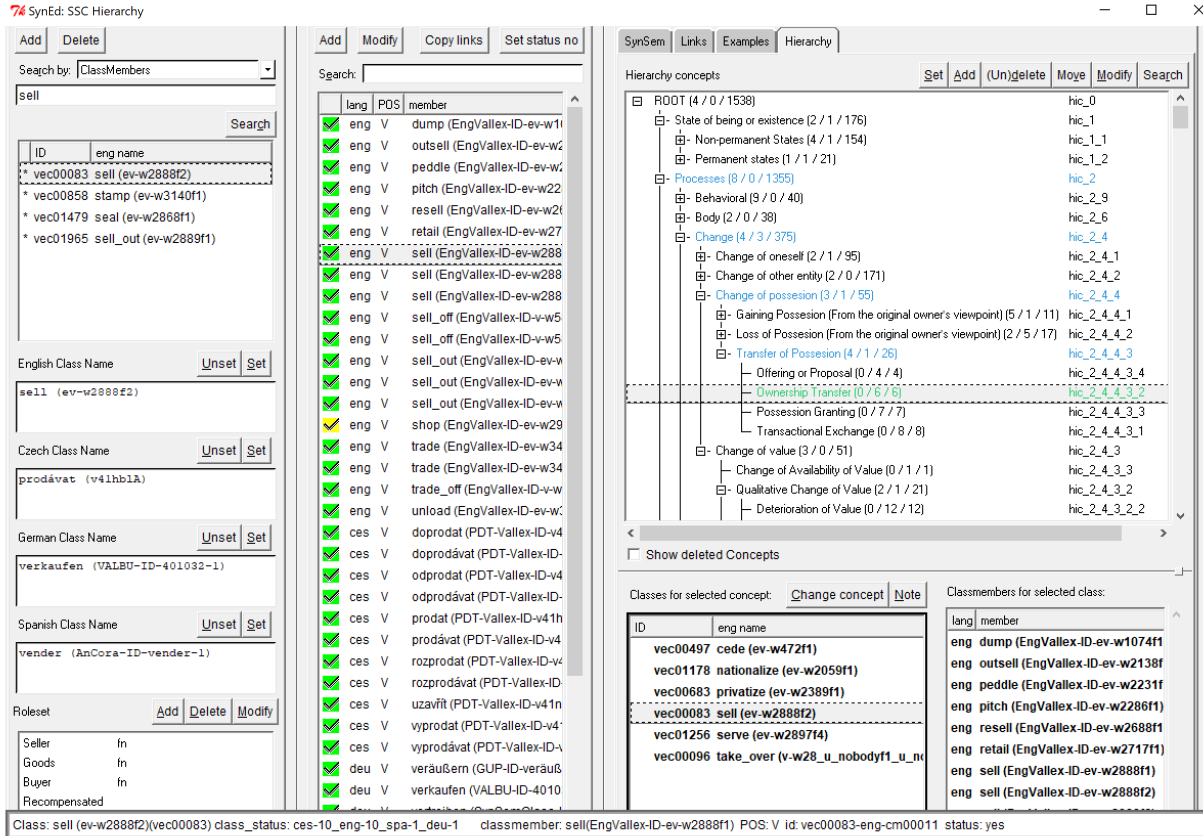 SynEd: SSC Hierarchy
Add Delete
Search by: ClassMembers
sell
Search
ID eng name
* vec00083 sell (ev-w2888f2)
* vec00858 stamp (ev-w3140f1)
* vec01479 seal (ev-w2868f1)
* vec01965 sell_out (ev-w2889f1)
English Class Name Unset Set
sell (ev-w2888f2)
Czech Class Name Unset Set
prodávat (v41hblA)
German Class Name Unset Set
verkaufen (VALBU-ID-401032-1)
Spanish Class Name Unset Set
vender (AnCora-ID-vender-1)
Roleset Add Delete Modify
Seller fn
Goods fn
Buyer fn
Recompensated
Add Modify Copy links Set status no
Search:
lang POS member
eng V dump (EngVallex-ID-ev-w1
eng V outsell (EngVallex-ID-ev-w2
eng V peddle (EngVallex-ID-ev-w2
eng V pitch (EngVallex-ID-ev-w22
eng V resell (EngVallex-ID-ev-w26
eng V retail (EngVallex-ID-ev-w27
eng V sell (EngVallex-ID-ev-w288
eng V sell (EngVallex-ID-ev-w288
eng V sell (EngVallex-ID-ev-w288
eng V sell_off (EngVallex-ID-v-w5
eng V sell_off (EngVallex-ID-v-w5
eng V sell_out (EngVallex-ID-ev-w
eng V sell_out (EngVallex-ID-ev-w
eng V sell_out (EngVallex-ID-ev-w
eng V shop (EngVallex-ID-ev-w29
eng V trade (EngVallex-ID-ev-w34
eng V trade (EngVallex-ID-ev-w34
eng V trade_off (EngVallex-ID-v-w
eng V unload (EngVallex-ID-ev-w3
ces V doprodat (PDT-Vallex-ID-v4
ces V doprodávat (PDT-Vallex-ID-
ces V odprodat (PDT-Vallex-ID-v4
ces V odprodávat (PDT-Vallex-ID-
ces V prodat (PDT-Vallex-ID-v41h
ces V prodávat (PDT-Vallex-ID-v4
ces V rozprodat (PDT-Vallex-ID-v4
ces V rozprodávat (PDT-Vallex-ID-
ces V uzavřít (PDT-Vallex-ID-v41n
ces V vyprodat (PDT-Vallex-ID-v41
ces V vyprodávat (PDT-Vallex-ID-v
deu V veräußern (GUP-ID-veräuß
deu V verkaufen (VALBU-ID-4010
SynSem Links Examples Hierarchy
Hierarchy concepts Set Add (Un)delete Move Modify Search
ROOT (4 / 0 / 1538) hic_0
State of being or existence (2 / 1 / 176) hic_1
Non-permanent States (4 / 1 / 154) hic_1_1
Permanent states (1 / 1 / 21) hic_1_2
Processes (8 / 0 / 1355) hic_2
Behavioral (9 / 0 / 40) hic_2_9
Body (2 / 0 / 38) hic_2_6
Change (4 / 3 / 375) hic_2_4
Change of oneself (2 / 1 / 95) hic_2_4_1
Change of other entity (2 / 0 / 171) hic_2_4_2
Change of possesion (3 / 1 / 55) hic_2_4_4
Gaining Possesion (From the original owner's viewpoint) (5 / 1 / 11) hic_2_4_4_1
Loss of Possesion (From the original owner's viewpoint) (2 / 5 / 17) hic_2_4_4_2
Transfer of Possesion (4 / 1 / 26) hic_2_4_4_3
Offering or Proposal (0 / 4 / 4) hic_2_4_4_3_4
Ownership Transfer (0 / 6 / 6) hic_2_4_4_3_2
Possession Granting (0 / 7 / 7) hic_2_4_4_3_3
Transactional Exchange (0 / 8 / 8) hic_2_4_4_3_1
Change of value (3 / 0 / 51) hic_2_4_3
Change of Availability of Value (0 / 1 / 1) hic_2_4_3_3
Qualitative Change of Value (2 / 1 / 21) hic_2_4_3_2
Deterioration of Value (0 / 12 / 12) hic_2_4_3_2_2
Show deleted Concepts
Classes for selected concept: Change concept Note
ID eng name
vec00497 cede (ev-w472f1)
vec01178 nationalize (ev-w2059f1)
vec00683 privatize (ev-w2389f1)
vec00083 sell (ev-w2888f2)
vec01256 serve (ev-w2897f4)
vec00096 take_over (v-w28_u_nobodyf1_u_no
Classmembers for selected class:
lang member
eng dump (EngVallex-ID-ev-w1074f1
eng outsell (EngVallex-ID-ev-w2138f
eng peddle (EngVallex-ID-ev-w2231f
eng pitch (EngVallex-ID-ev-w2286f1)
eng resell (EngVallex-ID-ev-w2688f1
eng retail (EngVallex-ID-ev-w2717f1)
eng sell (EngVallex-ID-ev-w2888f1)
eng sell (EngVallex-ID-ev-w2888f2)
Class: sell (ev-w2888f2)(vec00083) class_status: ces-10_eng-10_spa-1_deu-1 classmember: sell(EngVallex-ID-ev-w2888f1) POS: V id: vec00083-eng-cm00011 status: yes